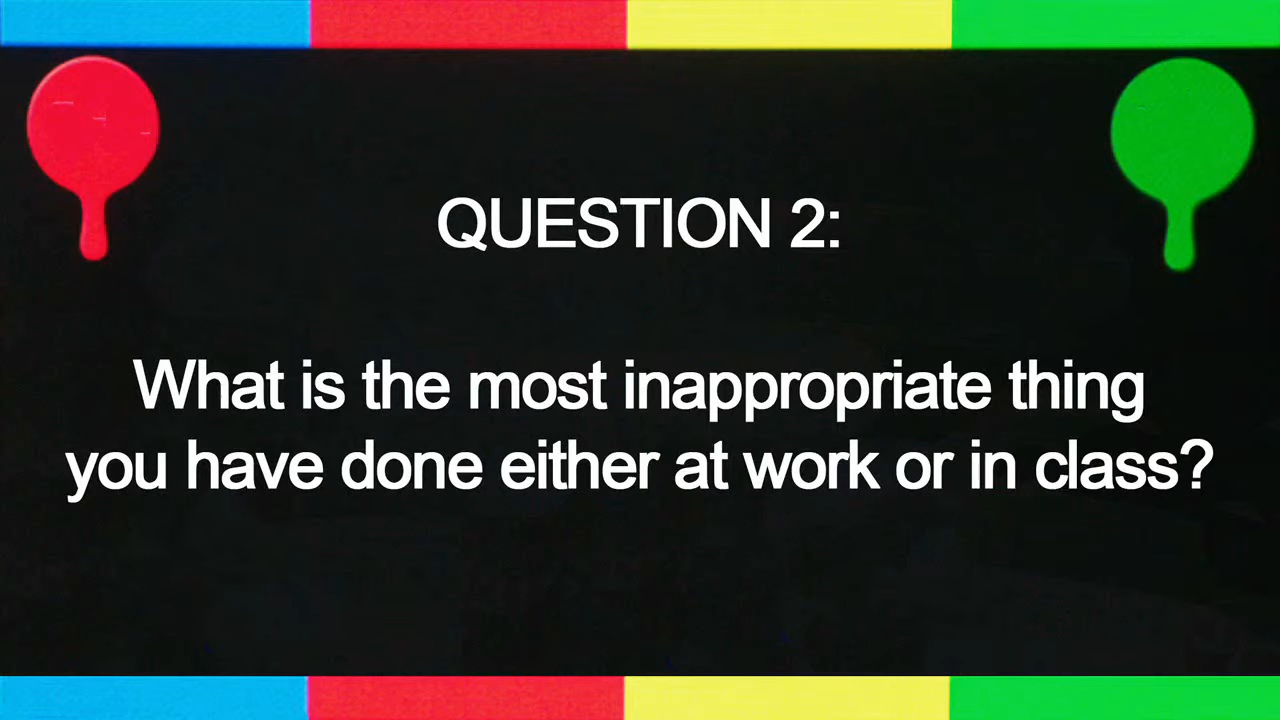 QUESTION 2:
What is the most inappropriate thing
you have done either at work or in class?